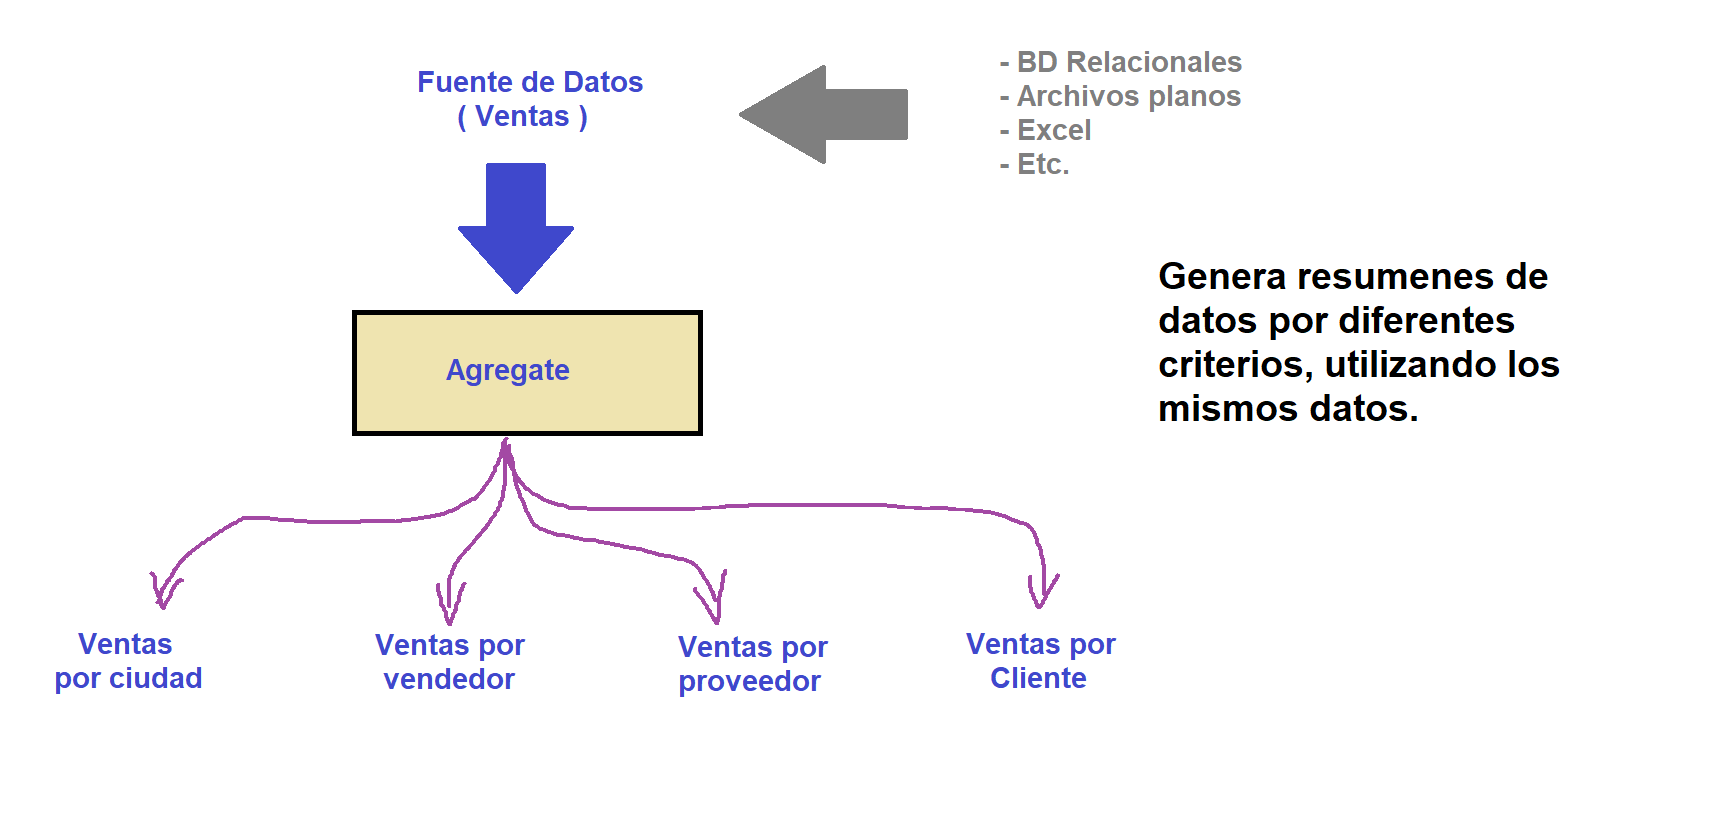 Fuente de Datos
( Ventas )
- BD Relacionales
- Archivos planos
- Excel
- Etc.
Genera resumenes de
datos por diferentes
criterios, utilizando los
mismos datos.
Agregate
Ventas
por ciudad
Ventas por
vendedor
Ventas por
proveedor
Ventas por
Cliente